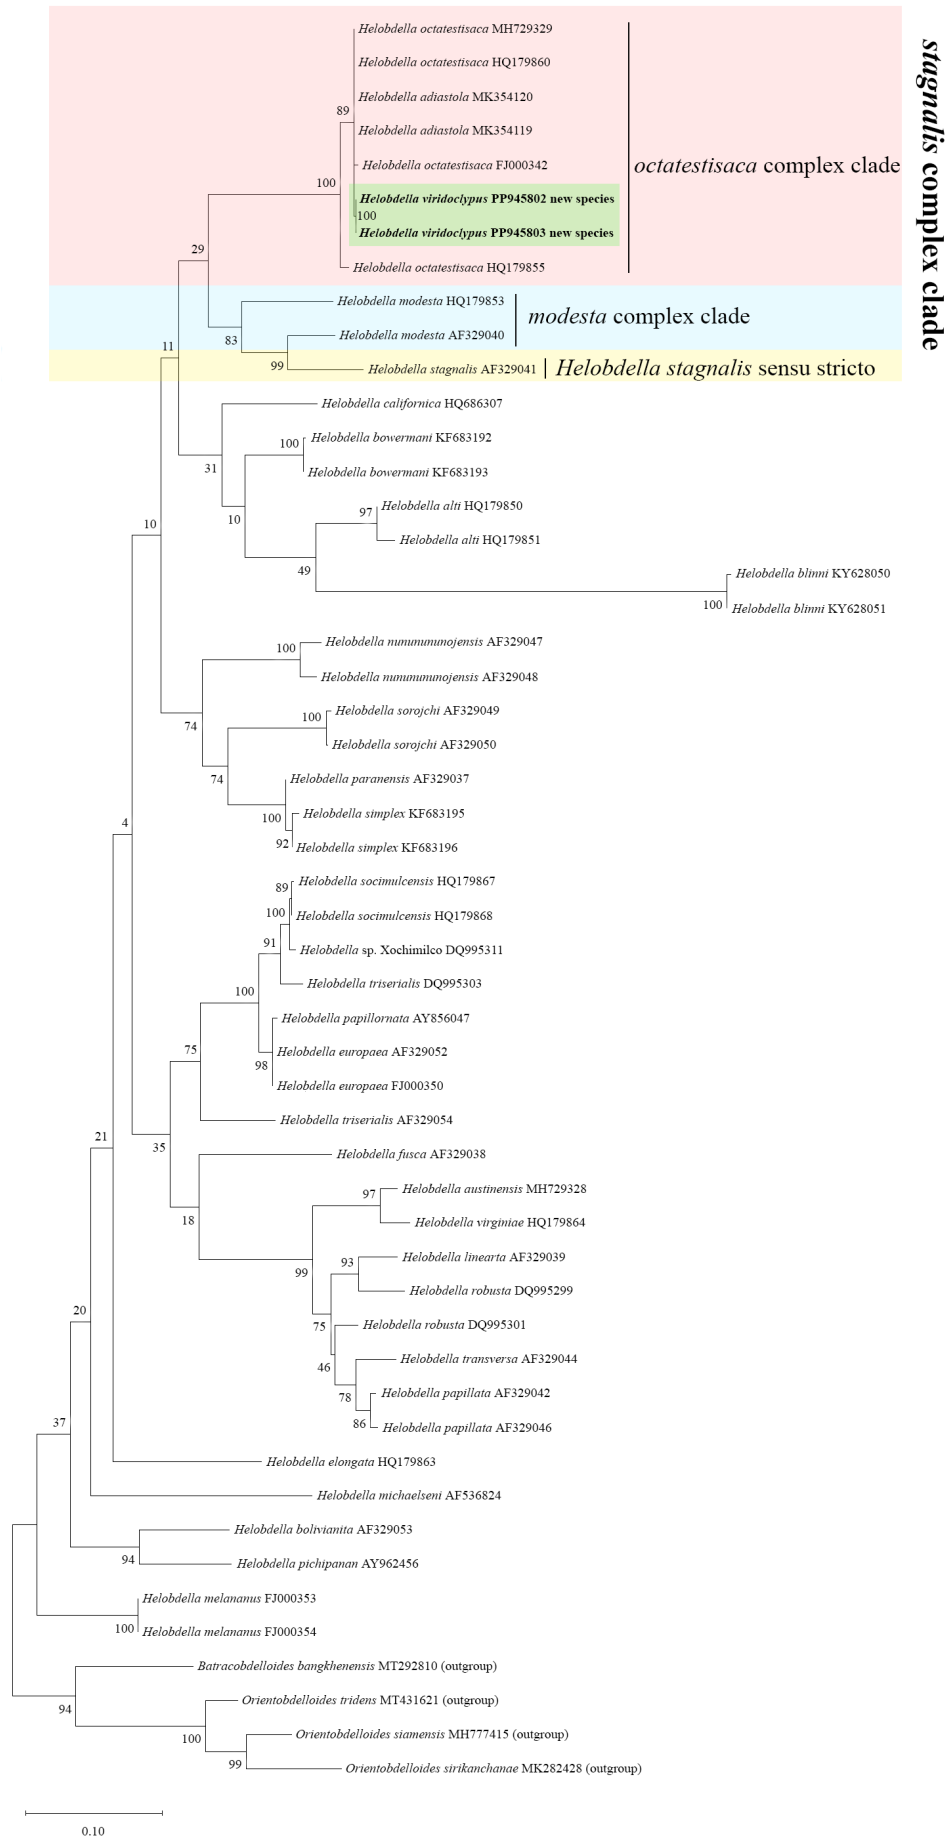 Helobdella octatestisaca MH729329
Helobdella octatestisaca HQ179860
Helobdella adiastola MK354120
89
Helobdella adiastola MK354119
Helobdella octatestisaca FJ000342
octatestisaca complex clade
100
Helobdella viridoclypus PP945802 new species
100
Helobdella viridoclypus PP945803 new species
29
Helobdella octatestisaca HQ179855
stagnalis complex clade
Helobdella modesta HQ179853
modesta complex clade
Helobdella modesta AF329040
83
11
99
Helobdella stagnalis AF329041
Helobdella stagnalis sensu stricto
Helobdella californica HQ686307
Helobdella bowermani KF683192
100
31
Helobdella bowermani KF683193
Helobdella alti HQ179850
97
10
10
Helobdella alti HQ179851
49
Helobdella blinni KY628050
100
Helobdella blinni KY628051
Helobdella nununununojensis AF329047
100
Helobdella nununununojensis AF329048
Helobdella sorojchi AF329049
100
74
Helobdella sorojchi AF329050
74
Helobdella paranensis AF329037
Helobdella simplex KF683195
100
4
92
Helobdella simplex KF683196
Helobdella socimulcensis HQ179867
89
100
Helobdella socimulcensis HQ179868
91
Helobdella sp. Xochimilco DQ995311
Helobdella triserialis DQ995303
100
Helobdella papillornata AY856047
75
Helobdella europaea AF329052
98
Helobdella europaea FJ000350
Helobdella triserialis AF329054
21
35
Helobdella fusca AF329038
Helobdella austinensis MH729328
97
18
Helobdella virginiae HQ179864
Helobdella linearta AF329039
93
99
Helobdella robusta DQ995299
20
75
Helobdella robusta DQ995301
46
Helobdella transversa AF329044
78
Helobdella papillata AF329042
37
86
Helobdella papillata AF329046
Helobdella elongata HQ179863
Helobdella michaelseni AF536824
Helobdella bolivianita AF329053
94
Helobdella pichipanan AY962456
Helobdella melananus FJ000353
100
Helobdella melananus FJ000354
Batracobdelloides bangkhenensis MT292810 (outgroup)
94
Orientobdelloides tridens MT431621 (outgroup)
100
Orientobdelloides siamensis MH777415 (outgroup)
99
Orientobdelloides sirikanchanae MK282428 (outgroup)
0.10